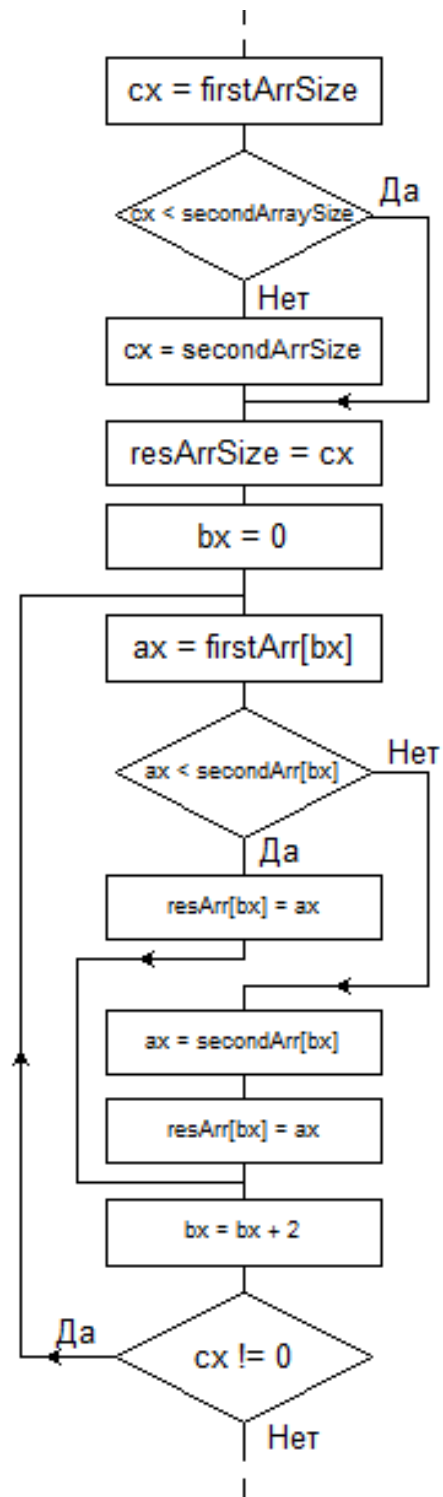 cx = firstArrSize
cx < secondArraySize
Да
Нет
cx = secondArrSize
resArrSize = cx
bx = 0
ax = firstArr[bx]
Нет
ax < secondArr[bx]
Да
resArr[bx] = ax
ax = secondArr[bx]
resArr[bx] = ax
bx = bx + 2
Да
cx != 0
Нет